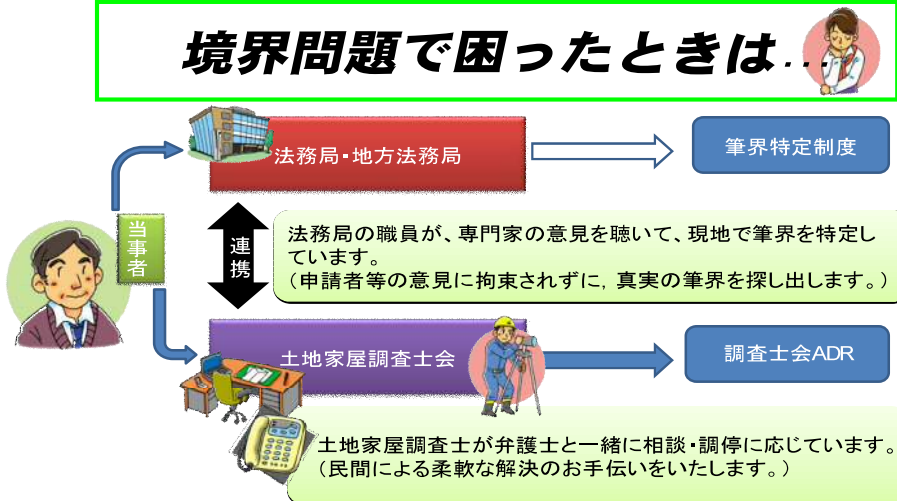 境界問題で困ったときは…
法務局・地方法務局
筆界特定制度
当事者
連携
法務局の職員が、専門家の意見を聴いて、現地で筆界を特定し
ています。
（申請者等の意見に拘束されずに，真実の筆界を探し出します。）
土地家屋調査士会
調査士会ADR
土地家屋調査士が弁護士と一緒に相談・調停に応じています。
（民間による柔軟な解決のお手伝いをいたします。）